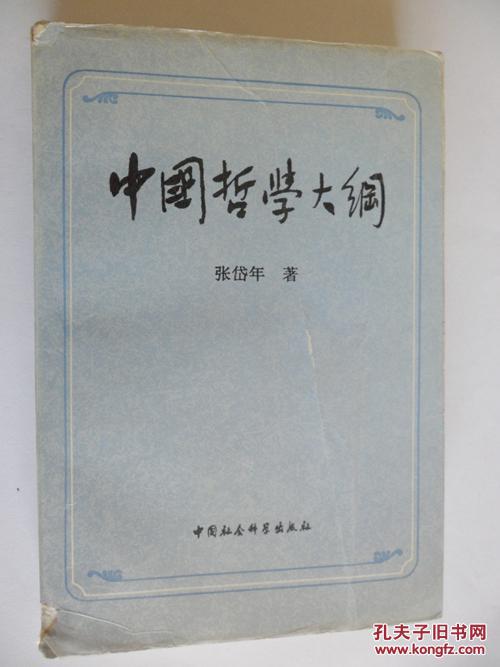 中國哲學大綱
张岱年 著
中国社会科学出版社
孔夫子旧书网
www.kongfz.com